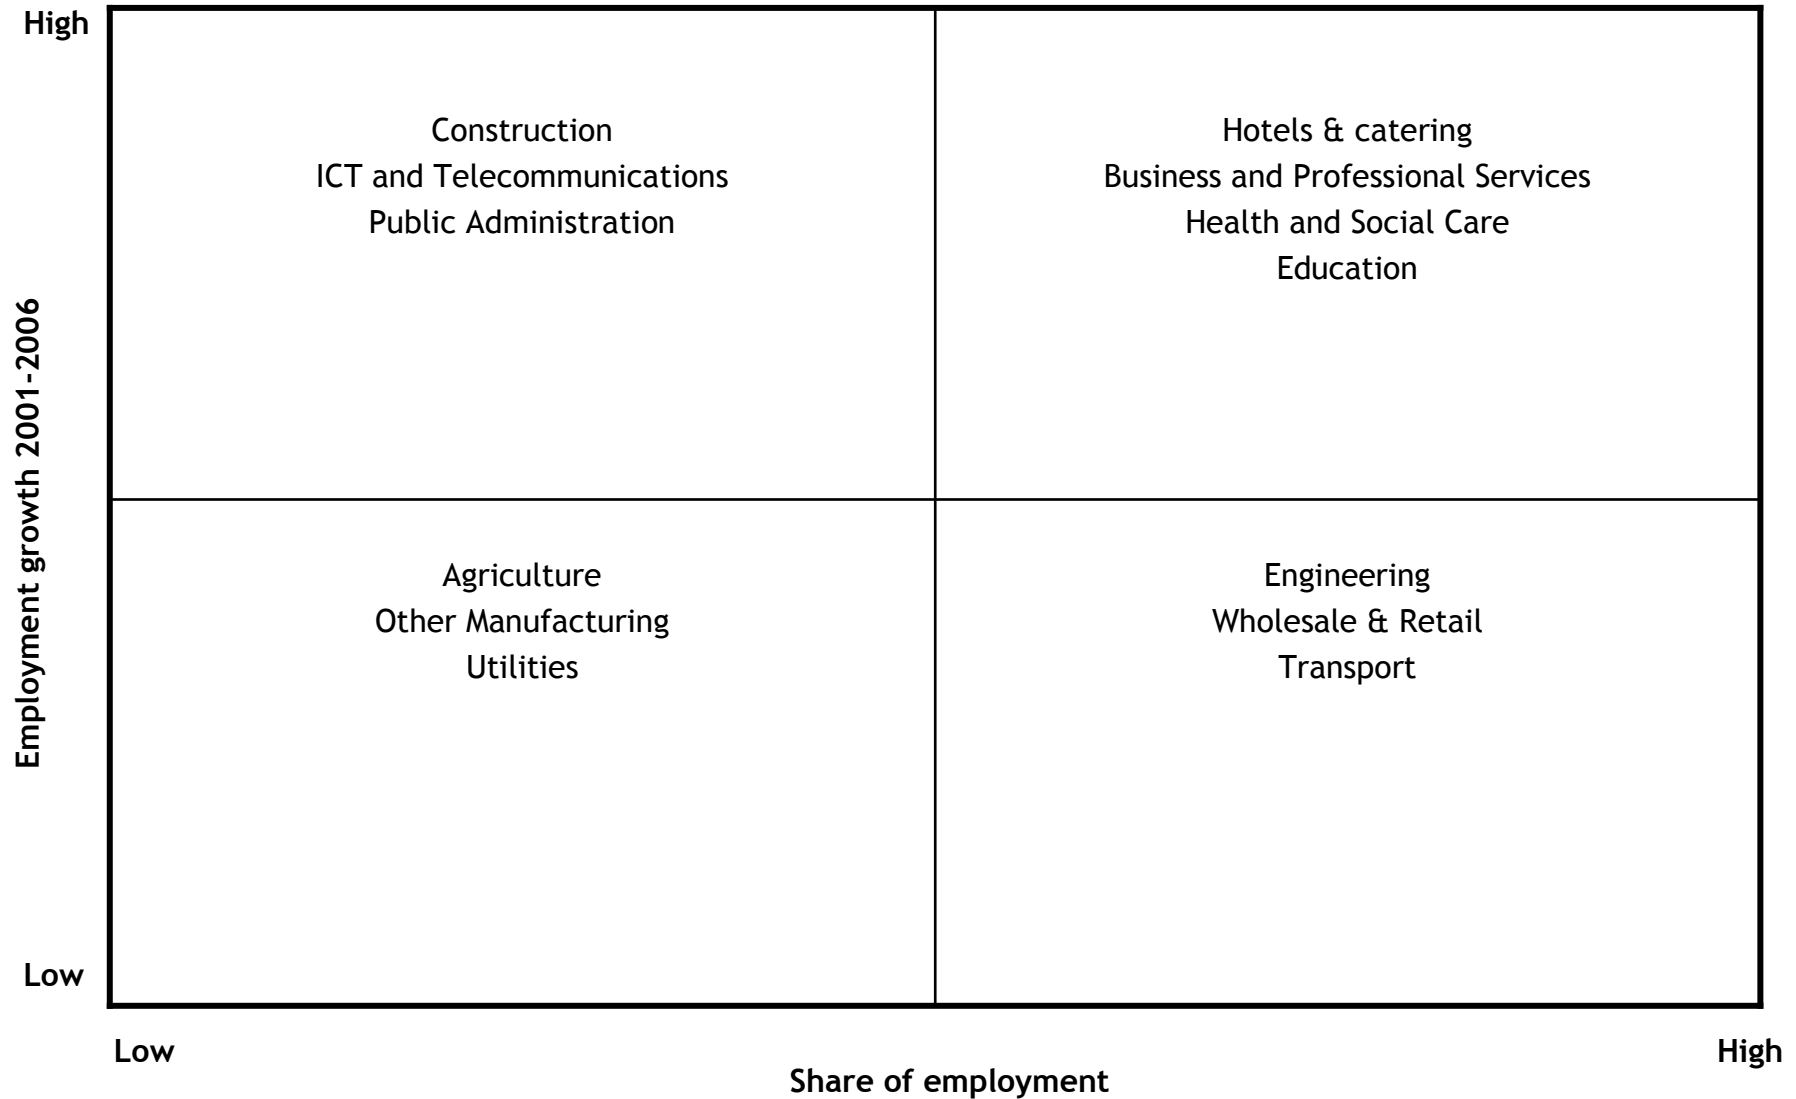 High
Construction
ICT and Telecommunications
Public Administration
Hotels & catering
Business and Professional Services
Health and Social Care
Education
Employment growth 2001-2006
Agriculture
Other Manufacturing
Utilities
Engineering
Wholesale & Retail
Transport
Low
Low
High
Share of employment